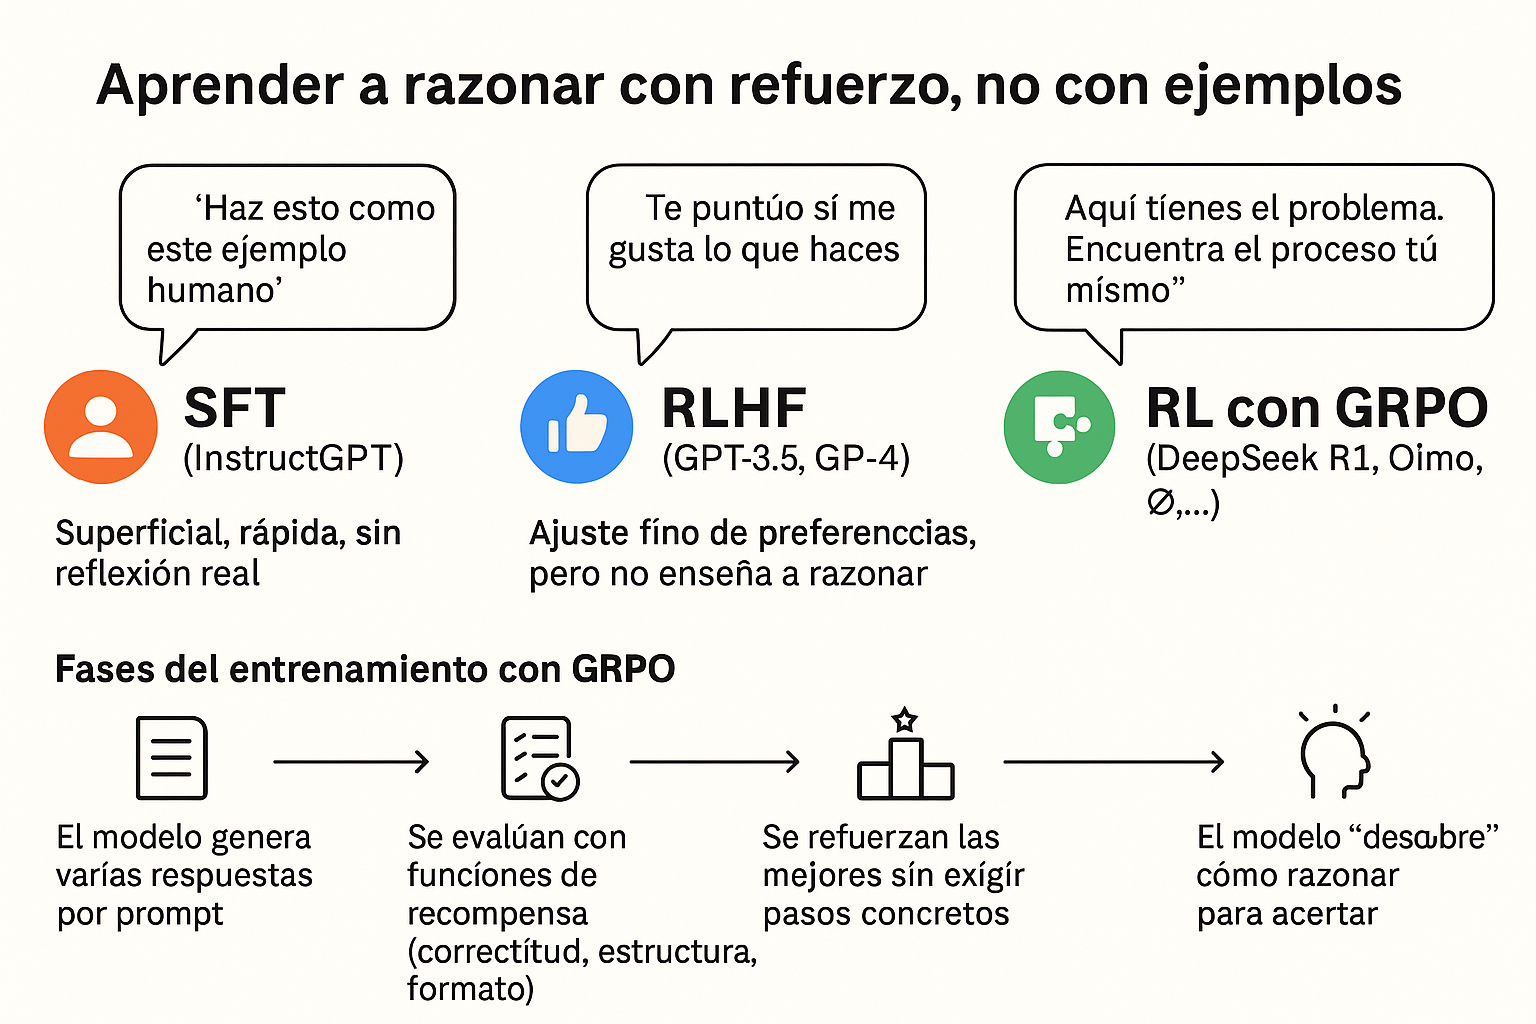 Aprender a razonar con refuerzo, no con ejemplos
‘Haz esto como
este ejemplo
humano’
Te puntúo sí me
gusta lo que haces
Aquí tíenes el problema.
Encuentra el proceso tú
mísmo”
SFT
(InstructGPT)
Superficial, rápida, sin
reflexión real
RLHF
(GPT-3.5, GP-4)
Ajuste fíno de preferenccias,
pero no enseña a razonar
RL con GRPO
(DeepSeek R1, Oimo,
Ø,...)
Fases del entrenamiento con GRPO
El modelo genera
varías respuestas
por prompt
Se evalúan con
funcíones de
recompensa
(correctítud, estructura,
formato)
Se refuerzan las
mejores sín exígír
pasos concretos
El modelo “descubre”
cómo razonar
para acertar